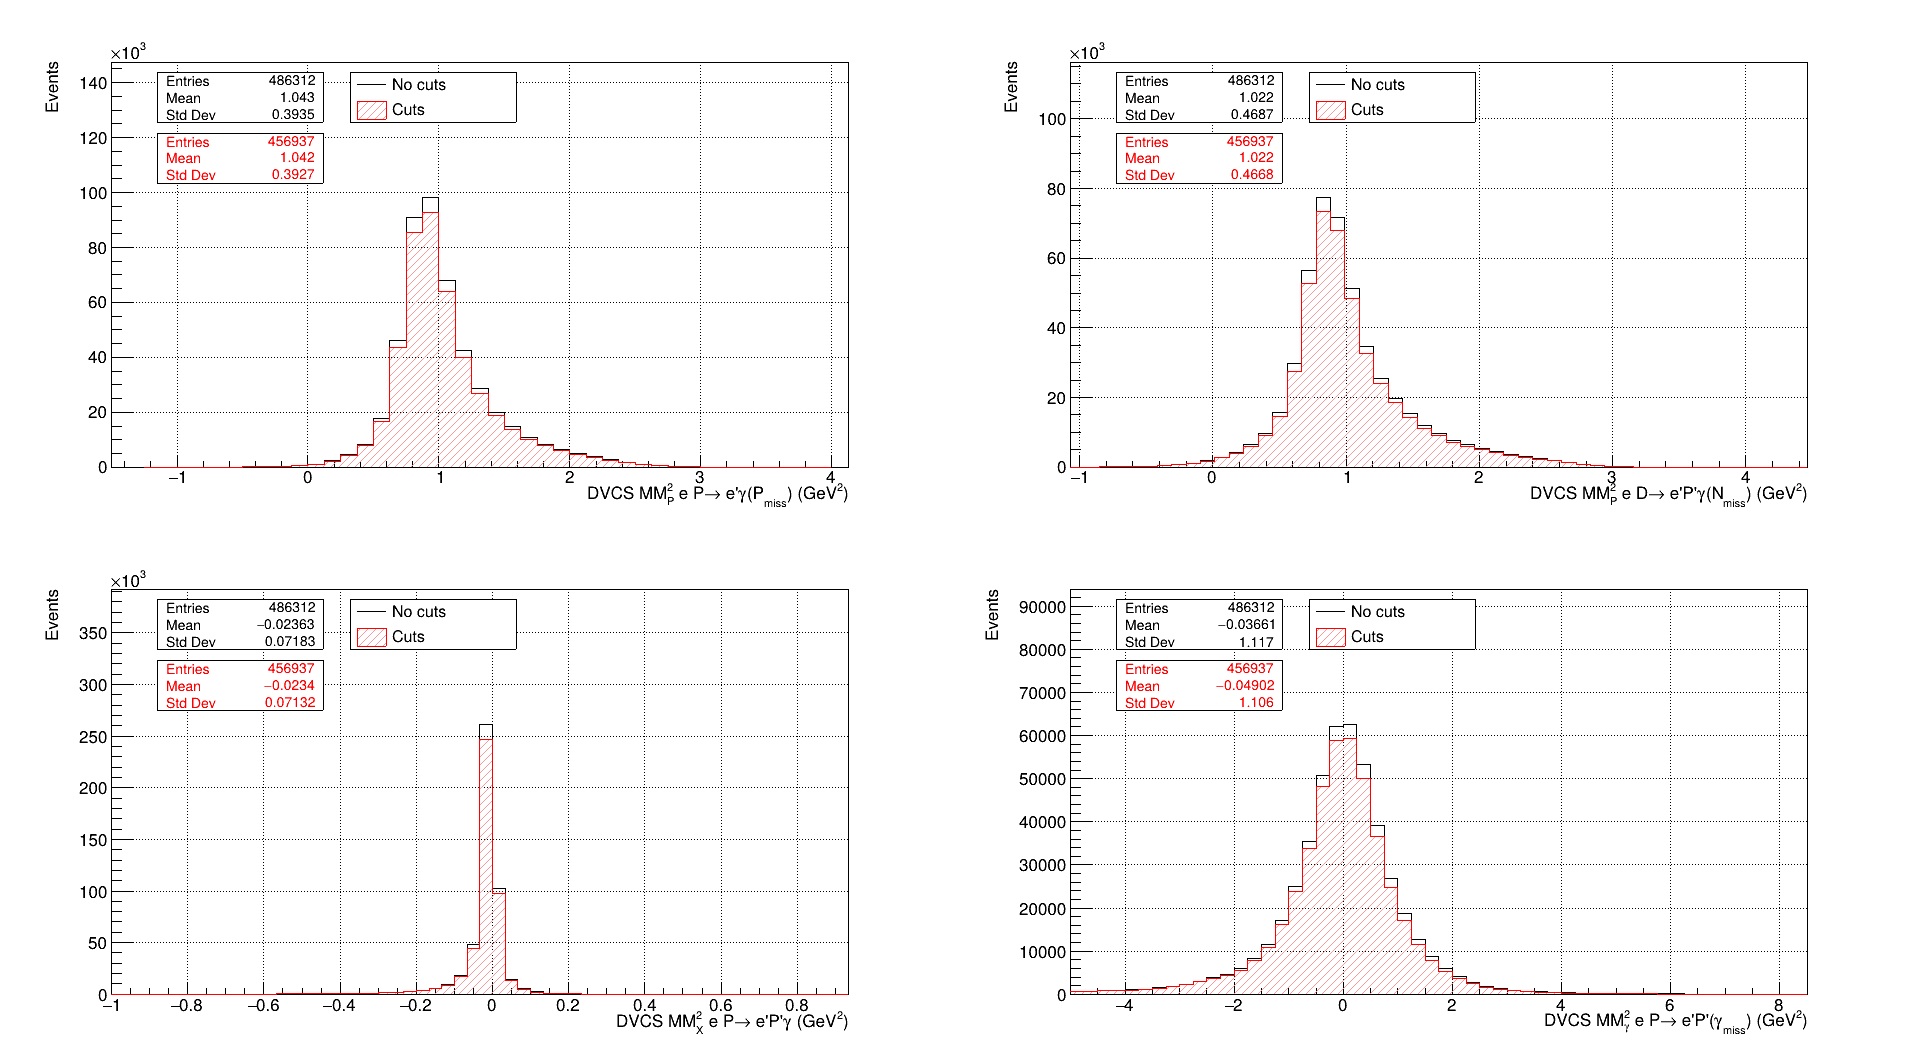 ×10³
Events
140
120
100
80
60
40
20
0
Entries 486312
Mean 1.043
Std Dev 0.3935
Entries 456937
Mean 1.042
Std Dev 0.3927
No cuts
Cuts
−1 0 1 2 3 4
DVCS MM²P e P→ e'γ(Pmiss) (GeV²)
×10³
Events
100
80
60
40
20
0
Entries 486312
Mean 1.022
Std Dev 0.4687
Entries 456937
Mean 1.022
Std Dev 0.4668
No cuts
Cuts
−1 0 1 2 3 4
DVCS MM²P e D→ e'P'γ(Nmiss) (GeV²)
×10³
Events
350
300
250
200
150
100
50
0
Entries 486312
Mean −0.02363
Std Dev 0.07183
Entries 456937
Mean −0.0234
Std Dev 0.07132
No cuts
Cuts
−1 −0.8 −0.6 −0.4 −0.2 0 0.2 0.4 0.6 0.8
DVCS MM²X e P→ e'P'γ (GeV²)
Events
90000
80000
70000
60000
50000
40000
30000
20000
10000
0
Entries 486312
Mean −0.03661
Std Dev 1.117
Entries 456937
Mean −0.04902
Std Dev 1.106
No cuts
Cuts
−4 −2 0 2 4 6 8
DVCS MM²γ e P→ e'P'(γmiss) (GeV²)